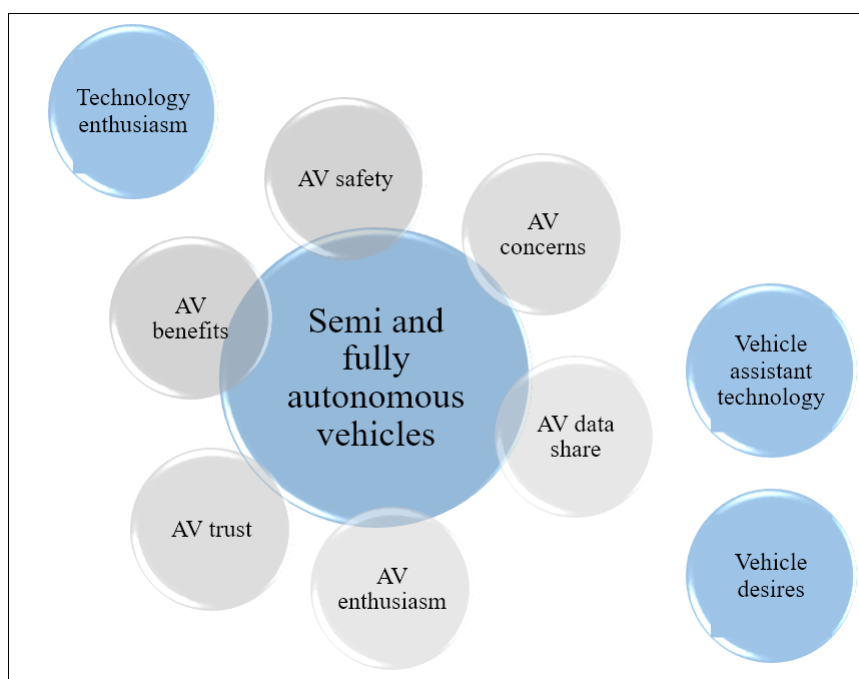 Technology
enthusiasm
AV safety
AV
concerns
AV
benefits
Semi and
fully
autonomous
vehicles
Vehicle
assistant
technology
AV data
share
AV trust
AV
enthusiasm
Vehicle
desires